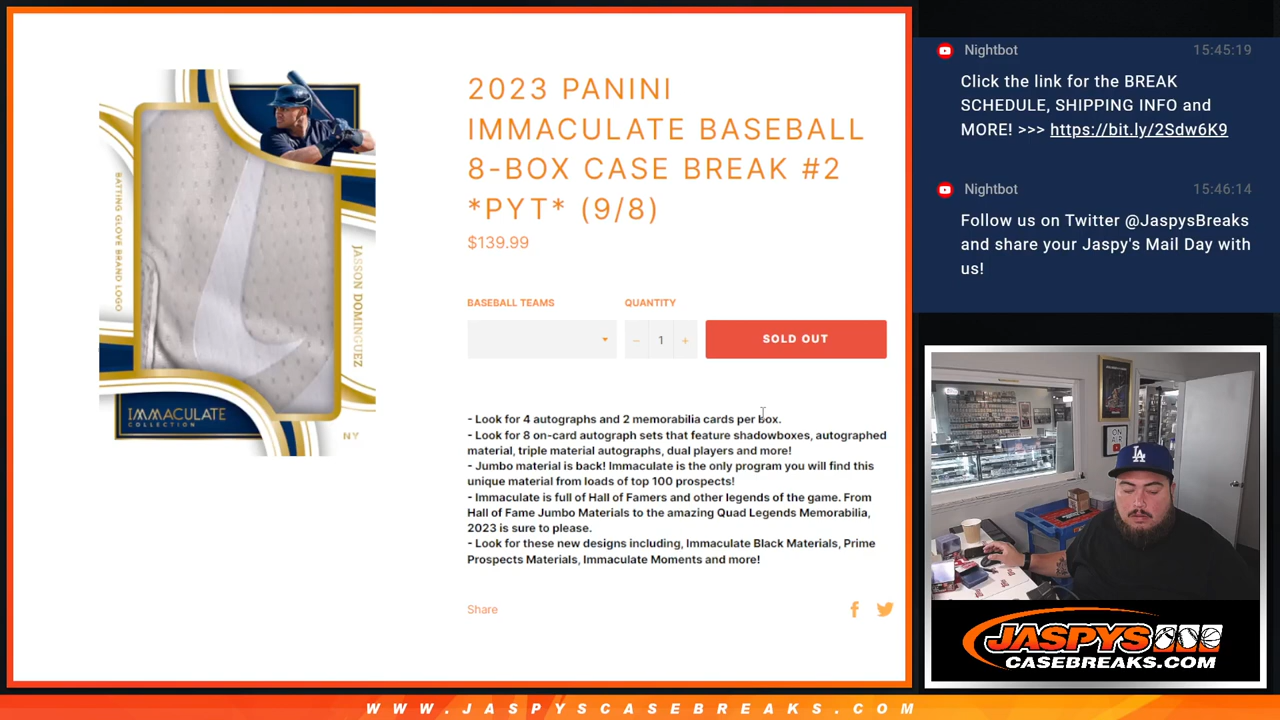 2023 PANINI
IMMACULATE BASEBALL
8-BOX CASE BREAK #2
*PYT* (9/8)
$139.99
BASEBALL TEAMS
QUANTITY
− 1 +
SOLD OUT
- Look for 4 autographs and 2 memorabilia cards per box.
- Look for 8 on-card autograph sets that feature shadowboxes, autographed
material, triple material autographs, dual players and more!
- Jumbo material is back! Immaculate is the only program you will find this
unique material from loads of top 100 prospects!
- Immaculate is full of Hall of Famers and other legends of the game. From
Hall of Fame Jumbo Materials to the amazing Quad Legends Memorabilia,
2023 is sure to please.
- Look for these new designs including, Immaculate Black Materials, Prime
Prospects Materials, Immaculate Moments and more!
Share
BATTING GLOVE BRAND LOGO
JASSON DOMINGUEZ
IMMACULATE
COLLECTION
NY
Nightbot 15:45:19
Click the link for the BREAK
SCHEDULE, SHIPPING INFO and
MORE! >>> https://bit.ly/2Sdw6K9
Nightbot 15:46:14
Follow us on Twitter @JaspysBreaks
and share your Jaspy's Mail Day with
us!
ON
AIR
LA
JASPYS
CASEBREAKS.COM
WWW.JASPYSCASEBREAKS.COM